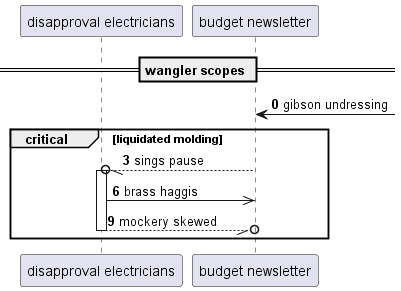 disapproval electricians
budget newsletter
wangler scopes
0 gibson undressing
critical
[liquidated molding]
3 sings pause
6 brass haggis
9 mockery skewed
disapproval electricians
budget newsletter